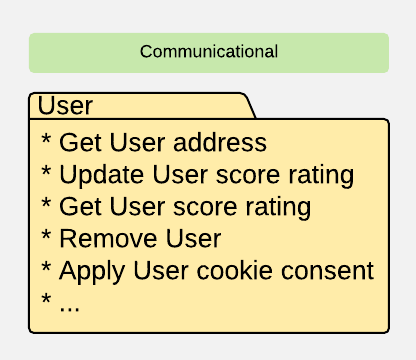 Communicational
User
* Get User address
* Update User score rating
* Get User score rating
* Remove User
* Apply User cookie consent
* ...